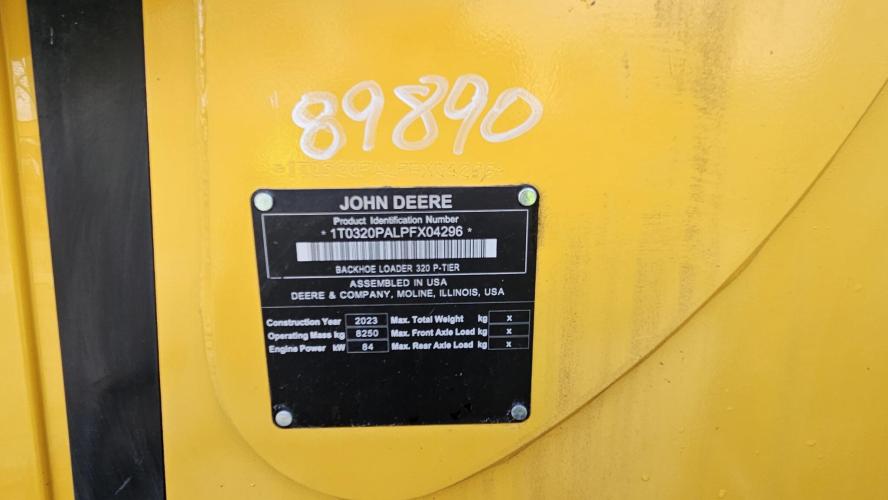 89890
JOHN DEERE
Product Identification Number
* 1T0320PALPFX04296 *
BACKHOE LOADER 320 P-TIER
ASSEMBLED IN USA
DEERE & COMPANY, MOLINE, ILLINOIS, USA
Construction Year 2023 Max. Total Weight kg X
Operating Mass kg 8250 Max. Front Axle Load kg X
Engine Power kW 84 Max. Rear Axle Load kg X